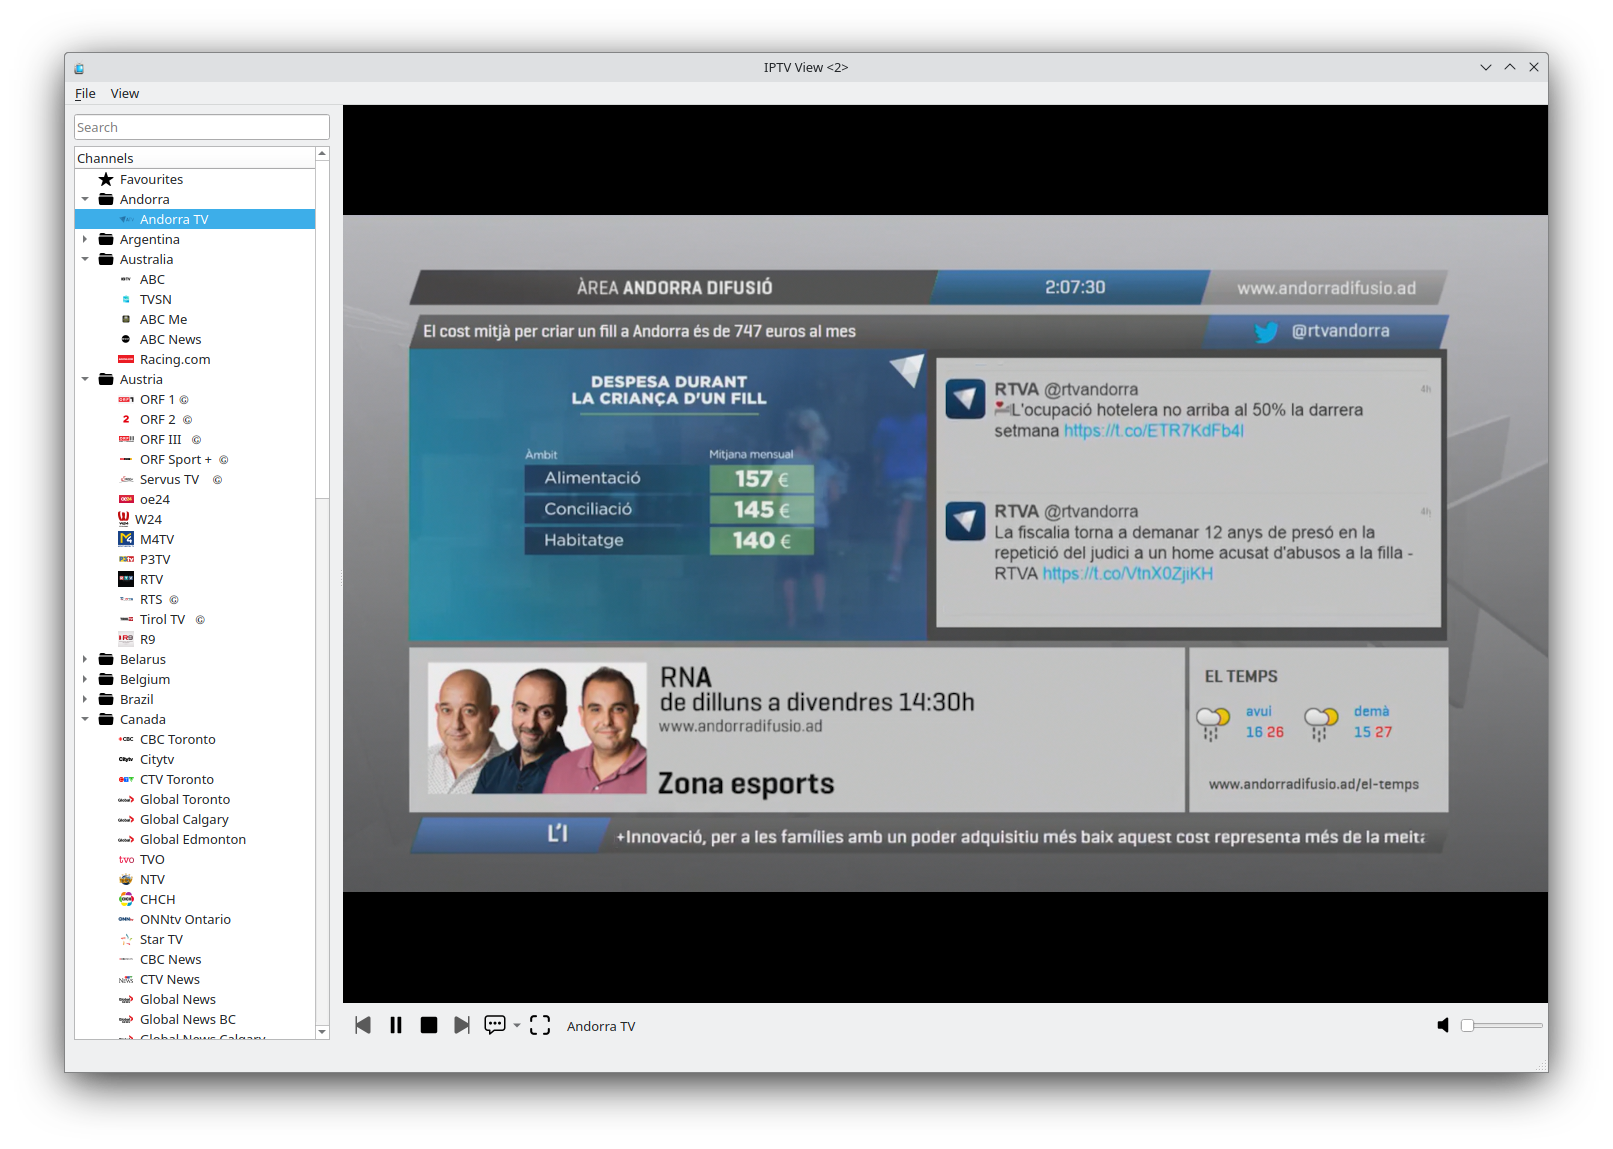 IPTV View <2>
File View
Search
Channels
Favourites
Andorra
Andorra TV
Argentina
Australia
ABC
TVSN
ABC Me
ABC News
Racing.com
Austria
ORF 1 Ⓖ
ORF 2 Ⓖ
ORF III Ⓖ
ORF Sport + Ⓖ
Servus TV Ⓖ
oe24
W24
M4TV
P3TV
RTV
RTS Ⓖ
Tirol TV Ⓖ
R9
Belarus
Belgium
Brazil
Canada
CBC Toronto
Citytv
CTV Toronto
Global Toronto
Global Calgary
Global Edmonton
TVO
NTV
CHCH
ONNtv Ontario
Star TV
CBC News
CTV News
Global News
Global News BC
Global News Calgary
ÀREA ANDORRA DIFUSIÓ
2:07:30
www.andorradifusio.ad
El cost mitjà per criar un fill a Andorra és de 747 euros al mes
@rtvandorra
DESPESA DURANT
LA CRIANÇA D'UN FILL
Àmbit Mitjana mensual
Alimentació 157 €
Conciliació 145 €
Habitatge 140 €
RTVA @rtvandorra 4h
L'ocupació hotelera no arriba al 50% la darrera
setmana https://t.co/ETR7KdFb4I
RTVA @rtvandorra 4h
La fiscalia torna a demanar 12 anys de presó en la
repetició del judici a un home acusat d'abusos a la filla -
RTVA https://t.co/VtnX0ZjiKH
RNA
de dilluns a divendres 14:30h
www.andorradifusio.ad
Zona esports
EL TEMPS
avui demà
16 26 15 27
www.andorradifusio.ad/el-temps
L'I +Innovació, per a les famílies amb un poder adquisitiu més baix aquest cost representa més de la
Andorra TV